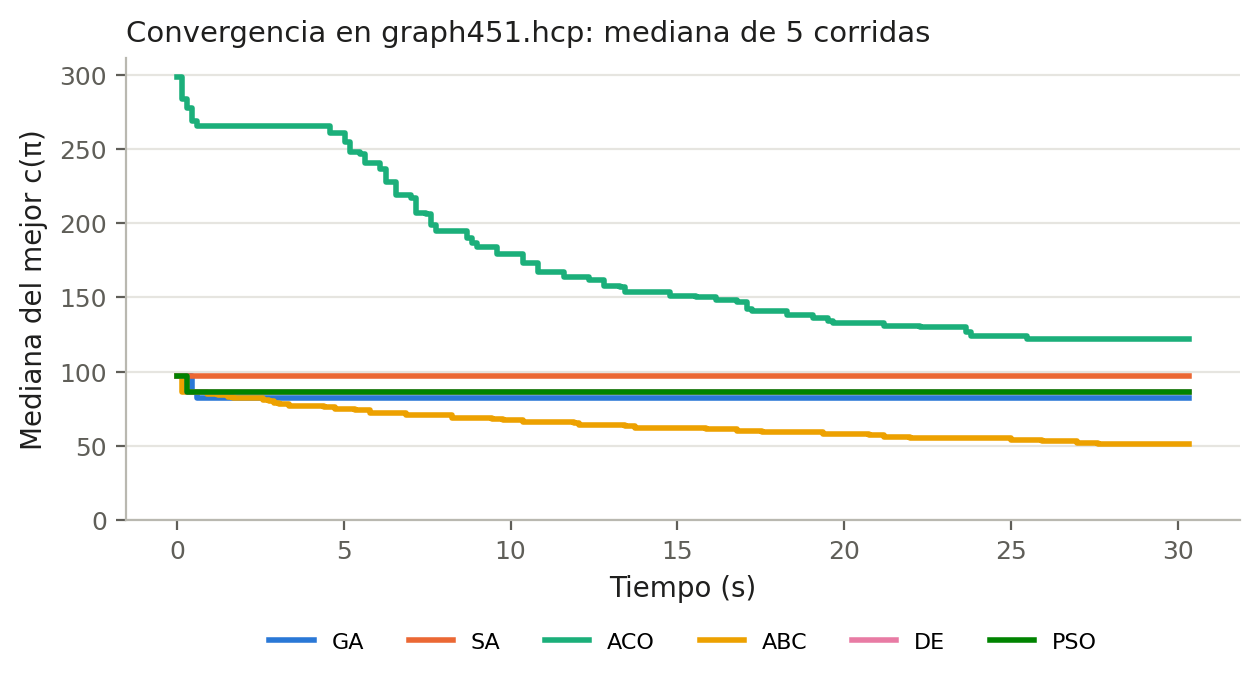 Convergencia en graph451.hcp: mediana de 5 corridas
Mediana del mejor c(π)
300
250
200
150
100
50
0
0 5 10 15 20 25 30
Tiempo (s)
GA SA ACO ABC DE PSO